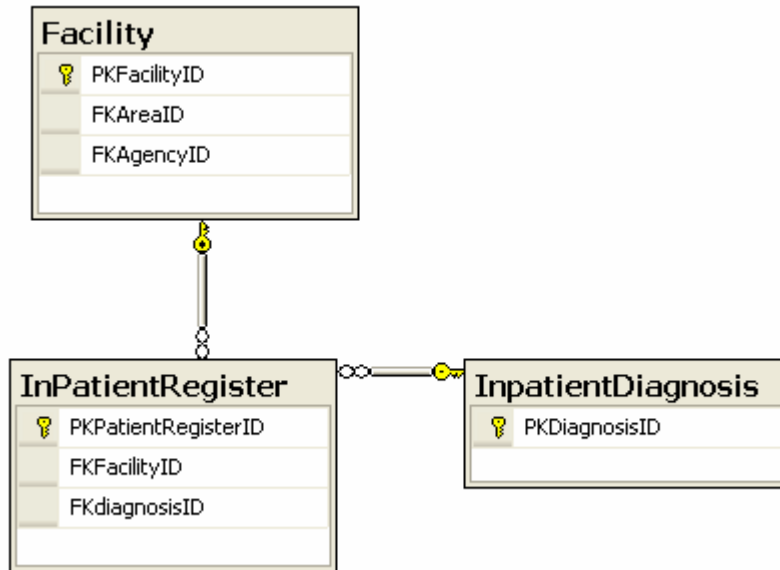 Facility
PKFacilityID
FKAreaID
FKAgencyID
InPatientRegister
PKPatientRegisterID
FKFacilityID
FKdiagnosisID
InpatientDiagnosis
PKDiagnosisID